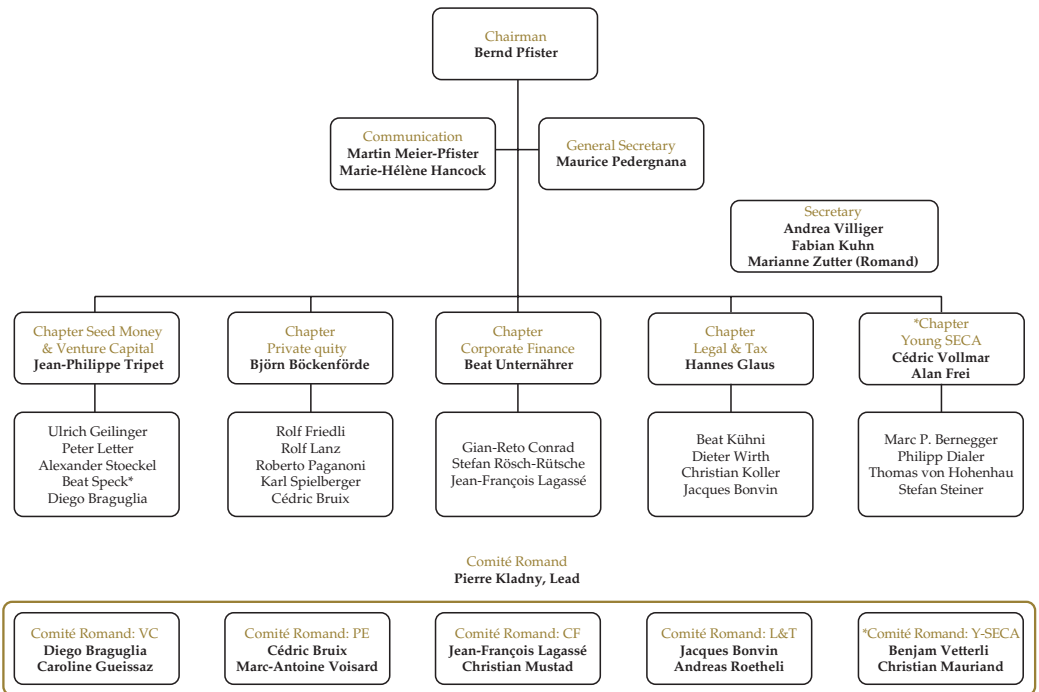 Chairman
Bernd Pfister
Communication
Martin Meier-Pfister
Marie-Hélène Hancock
General Secretary
Maurice Pedergnana
Secretary
Andrea Villiger
Fabian Kuhn
Marianne Zutter (Romand)
Chapter Seed Money
& Venture Capital
Jean-Philippe Tripet
Chapter
Private quity
Björn Böckenförde
Chapter
Corporate Finance
Beat Unternährer
Chapter
Legal & Tax
Hannes Glaus
*Chapter
Young SECA
Cédric Vollmar
Alan Frei
Ulrich Geilinger
Peter Letter
Alexander Stoeckel
Beat Speck*
Diego Braguglia
Rolf Friedli
Rolf Lanz
Roberto Paganoni
Karl Spielberger
Cédric Bruix
Gian-Reto Conrad
Stefan Rösch-Rütsche
Jean-François Lagassé
Beat Kühni
Dieter Wirth
Christian Koller
Jacques Bonvin
Marc P. Bernegger
Philipp Dialer
Thomas von Hohenhau
Stefan Steiner
Comité Romand
Pierre Kladny, Lead
Comité Romand: VC
Diego Braguglia
Caroline Gueissaz
Comité Romand: PE
Cédric Bruix
Marc-Antoine Voisard
Comité Romand: CF
Jean-François Lagassé
Christian Mustad
Comité Romand: L&T
Jacques Bonvin
Andreas Roetheli
*Comité Romand: Y-SECA
Benjam Vetterli
Christian Mauriand